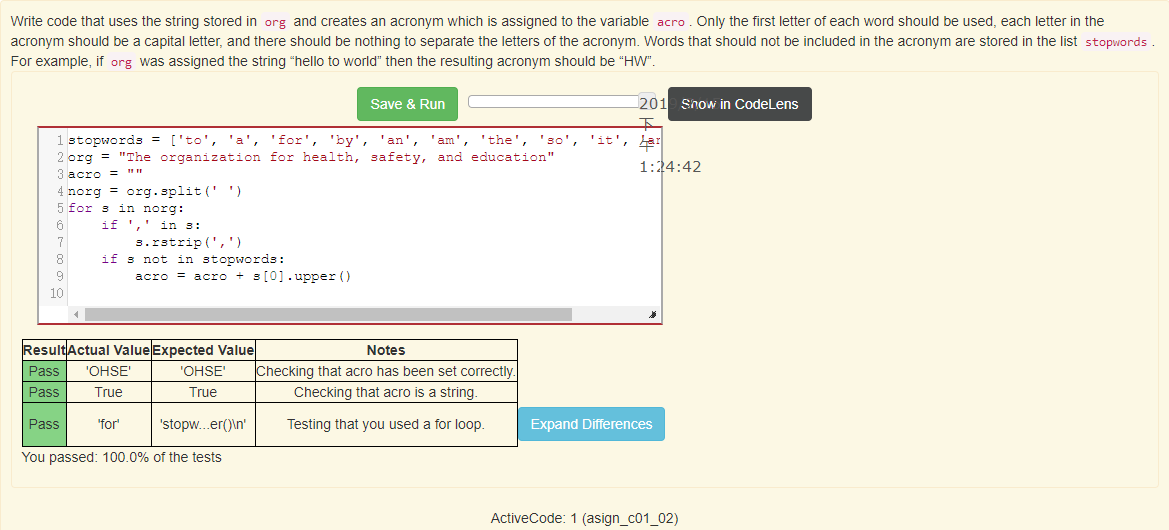 Write code that uses the string stored in org and creates an acronym which is assigned to the variable acro . Only the first letter of each word should be used, each letter in the
acronym should be a capital letter, and there should be nothing to separate the letters of the acronym. Words that should not be included in the acronym are stored in the list stopwords .
For example, if org was assigned the string “hello to world” then the resulting acronym should be “HW”.
Save & Run
Show in CodeLens
下
午
1:24:42
1 stopwords = ['to', 'a', 'for', 'by', 'an', 'am', 'the', 'so', 'it',
2 org = "The organization for health, safety, and education"
3 acro = ""
4 norg = org.split(' ')
5 for s in norg:
6 if ',' in s:
7 s.rstrip(',')
8 if s not in stopwords:
9 acro = acro + s[0].upper()
10
Result Actual Value Expected Value Notes
Pass 'OHSE' 'OHSE' Checking that acro has been set correctly.
Pass True True Checking that acro is a string.
Pass 'for' 'stopw...er()\n' Testing that you used a for loop.
Expand Differences
You passed: 100.0% of the tests
ActiveCode: 1 (asign_c01_02)